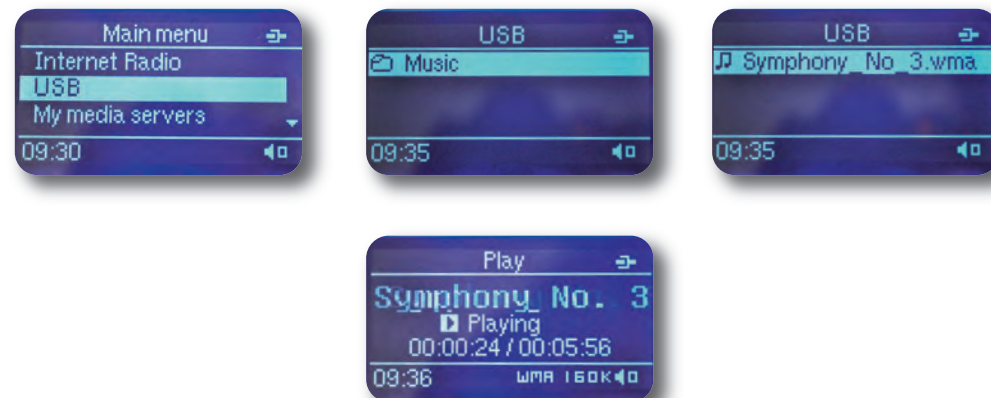 Main menu
Internet Radio
USB
My media servers
09:30
USB
Music
09:35
USB
Symphony_No_3.wma
09:35
Play
Symphony_No. 3
Playing
00:00:24/00:05:56
09:36 WMA 160K